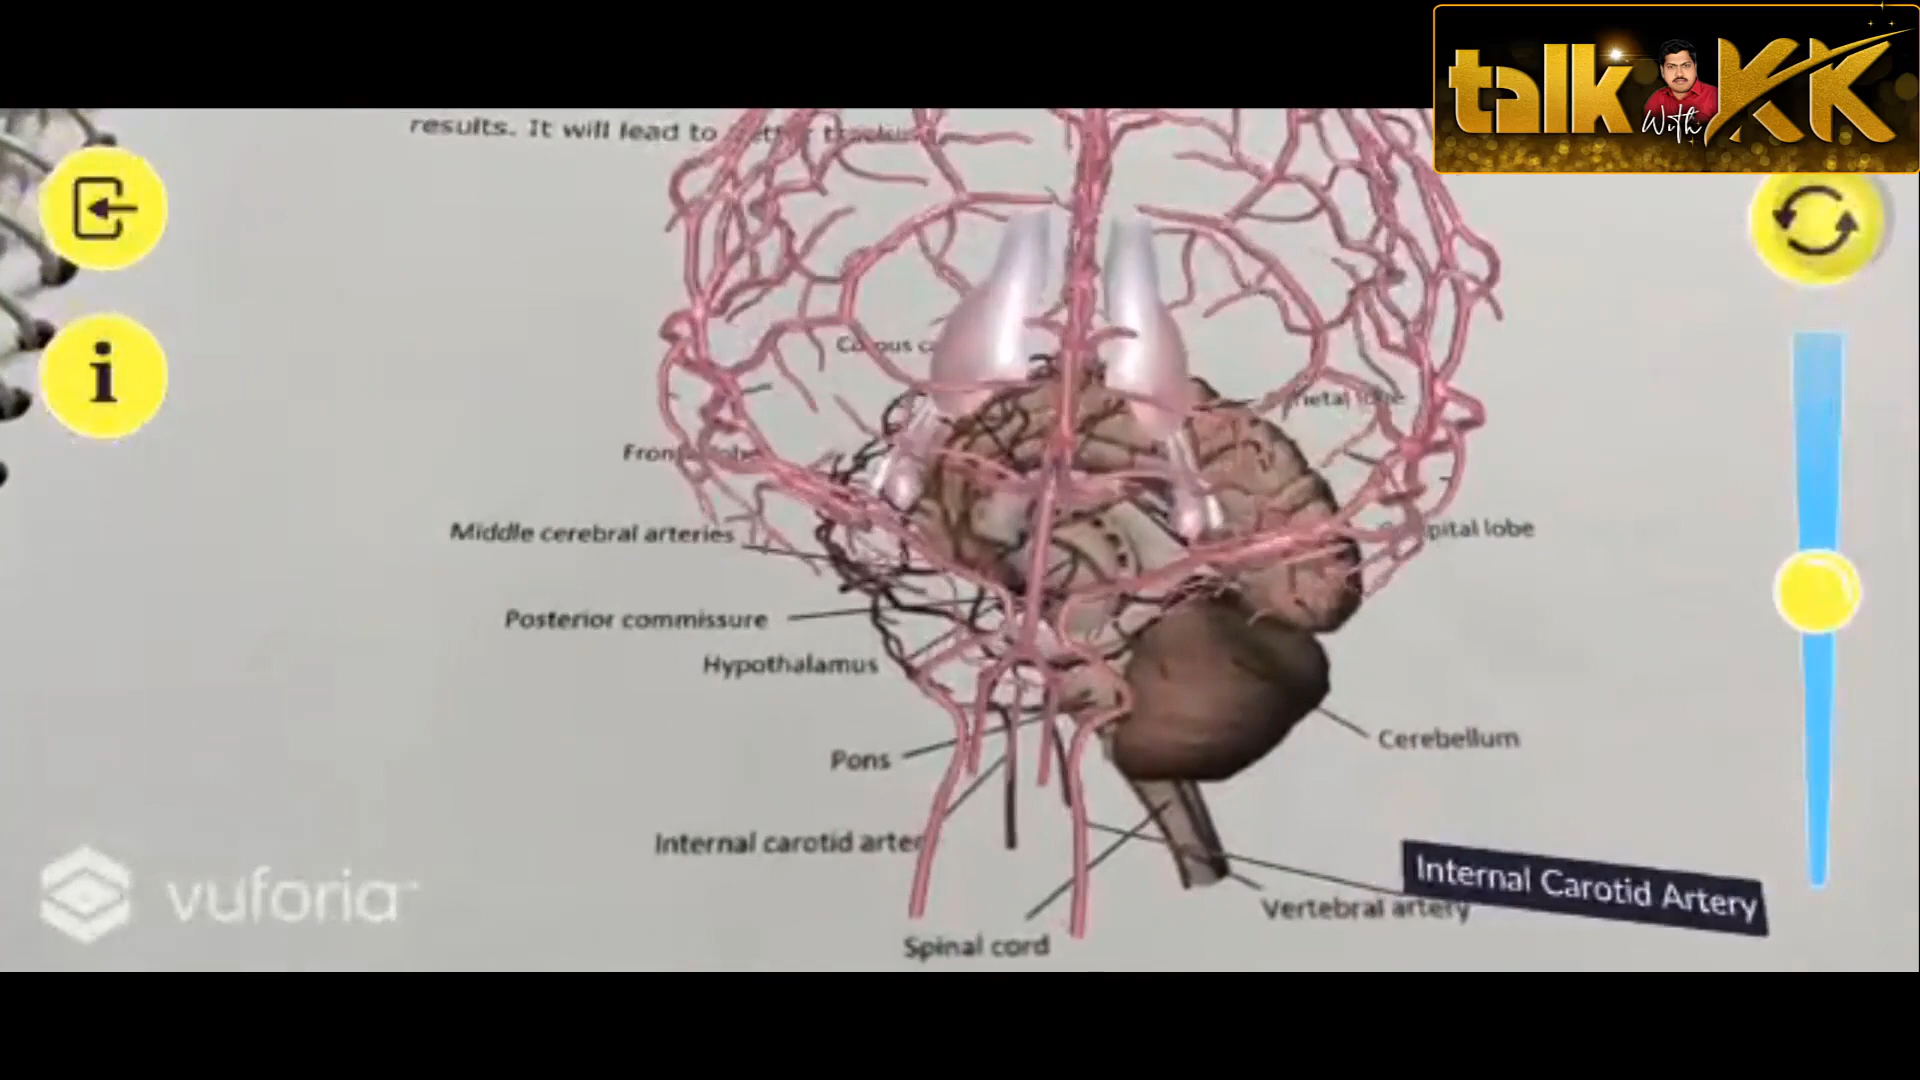 talk
With KK
results. It will lead to
Middle cerebral arteries
lobe
Posterior commissure
Hypothalamus
Cerebellum
Pons
Internal carotid
Internal Carotid Artery
Vertebral artery
Spinal cord
vuforia
i